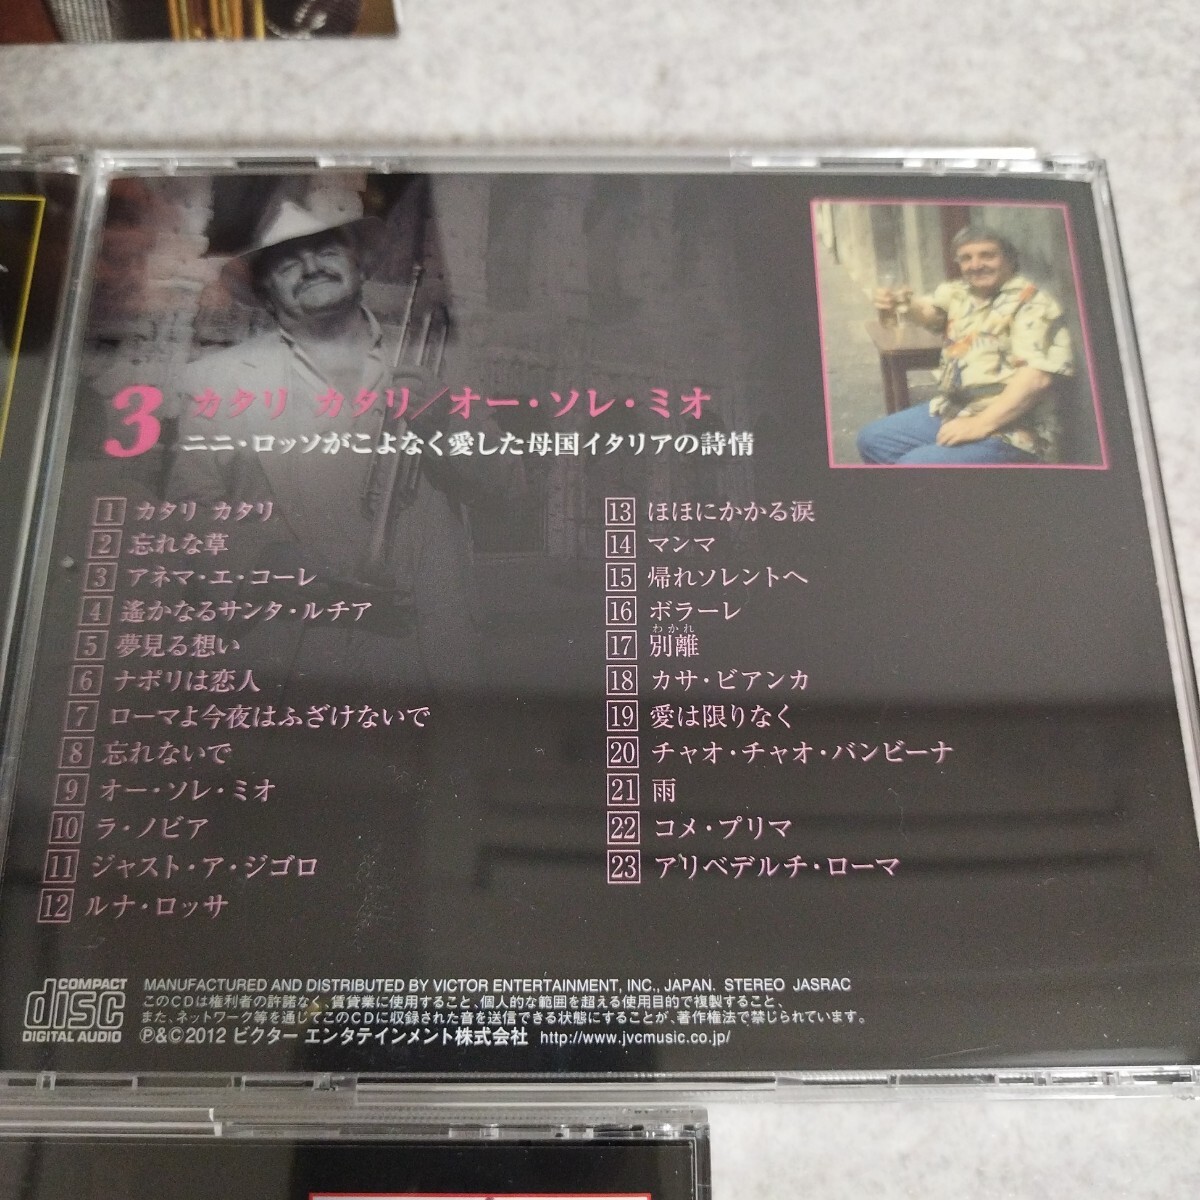 3 カタリ カタリ/オー・ソレ・ミオ
ニニ・ロッソがこよなく愛した母国イタリアの詩情
1 カタリ カタリ
2 忘れな草
3 アネマ・エ・コーレ
4 遙かなるサンタ・ルチア
5 夢見る想い
6 ナポリは恋人
7 ローマよ今夜はふざけないで
8 忘れないで
9 オー・ソレ・ミオ
10 ラ・ノビア
11 ジャスト・ア・ジゴロ
12 ルナ・ロッサ
13 ほほにかかる涙
14 マンマ
15 帰れソレントへ
16 ボラーレ
わかれ
17 別離
18 カサ・ビアンカ
19 愛は限りなく
20 チャオ・チャオ・バンビーナ
21 雨
22 コメ・プリマ
23 アリベデルチ・ローマ
COMPACT
disc
DIGITAL AUDIO
MANUFACTURED AND DISTRIBUTED BY VICTOR ENTERTAINMENT, INC., JAPAN. STEREO JASRAC
このCDは権利者の許諾なく、賃貸業に使用すること、個人的な範囲を超える使用目的で複製すること、
また、ネットワーク等を通じてこのCDに収録された音を送信できる状態にすることが、著作権法で禁じられています。
℗&©2012 ビクター エンタテインメント株式会社 http://www.jvcmusic.co.jp/